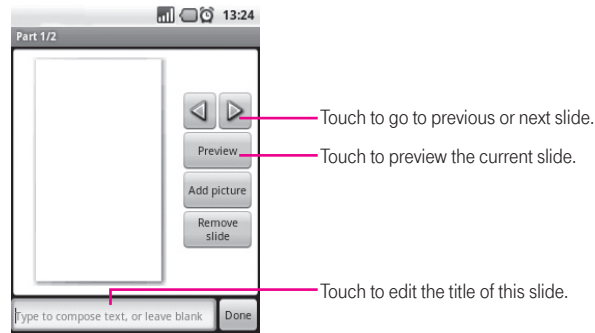 13:24
Part 1/2
Touch to go to previous or next slide.
Preview
Touch to preview the current slide.
Add picture
Remove
slide
Touch to edit the title of this slide.
Type to compose text, or leave blank
Done